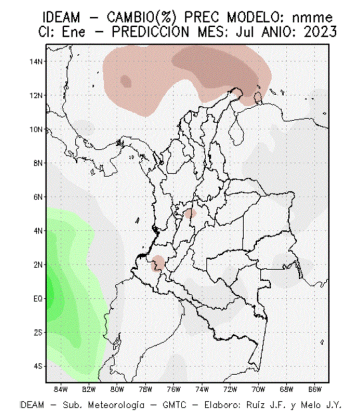 IDEAM – CAMBIO(%) PREC MODELO: nmme
CI: Ene – PREDICCION MES: Jul ANIO: 2023
14N
12N
10N
8N
6N
4N
2N
EQ
2S
4S
84W 82W 80W 78W 76W 74W 72W 70W 68W 66W
IDEAM – Sub. Meteorologia – GMTC – Elaboro: Ruiz J.F. y Melo J.Y.